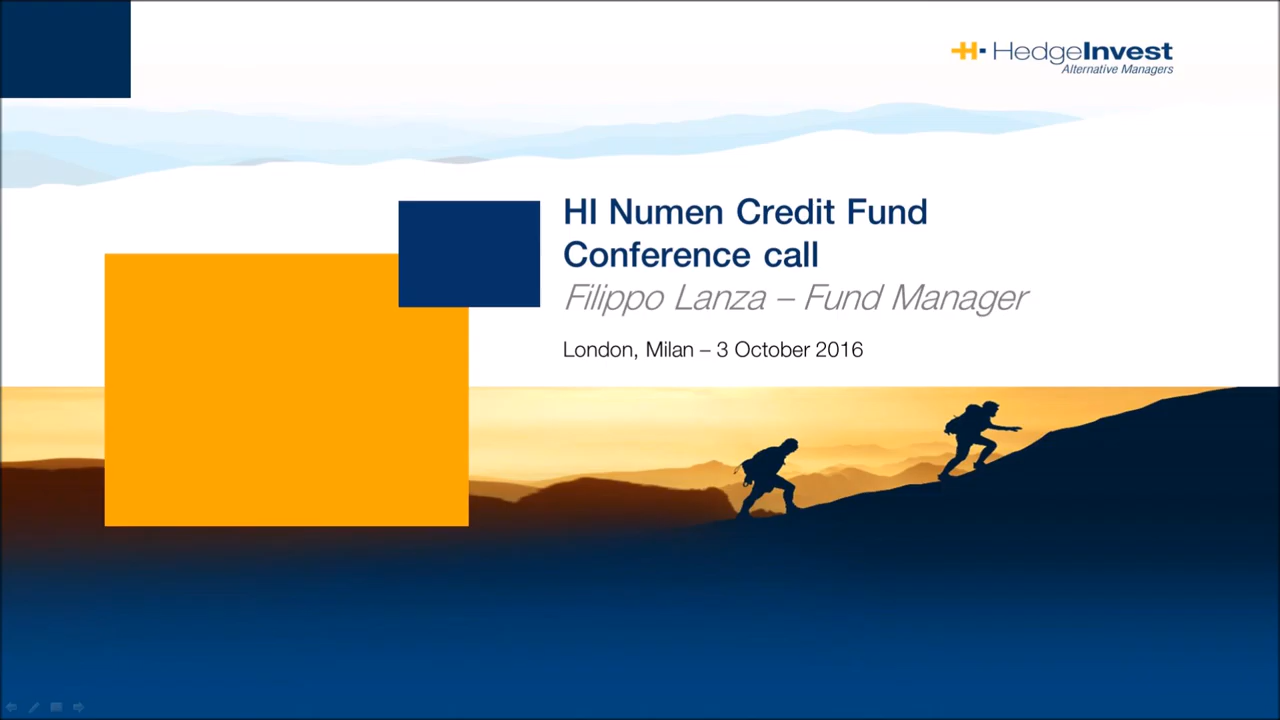 HedgeInvest
Alternative Managers
HI Numen Credit Fund
Conference call
Filippo Lanza – Fund Manager
London, Milan – 3 October 2016